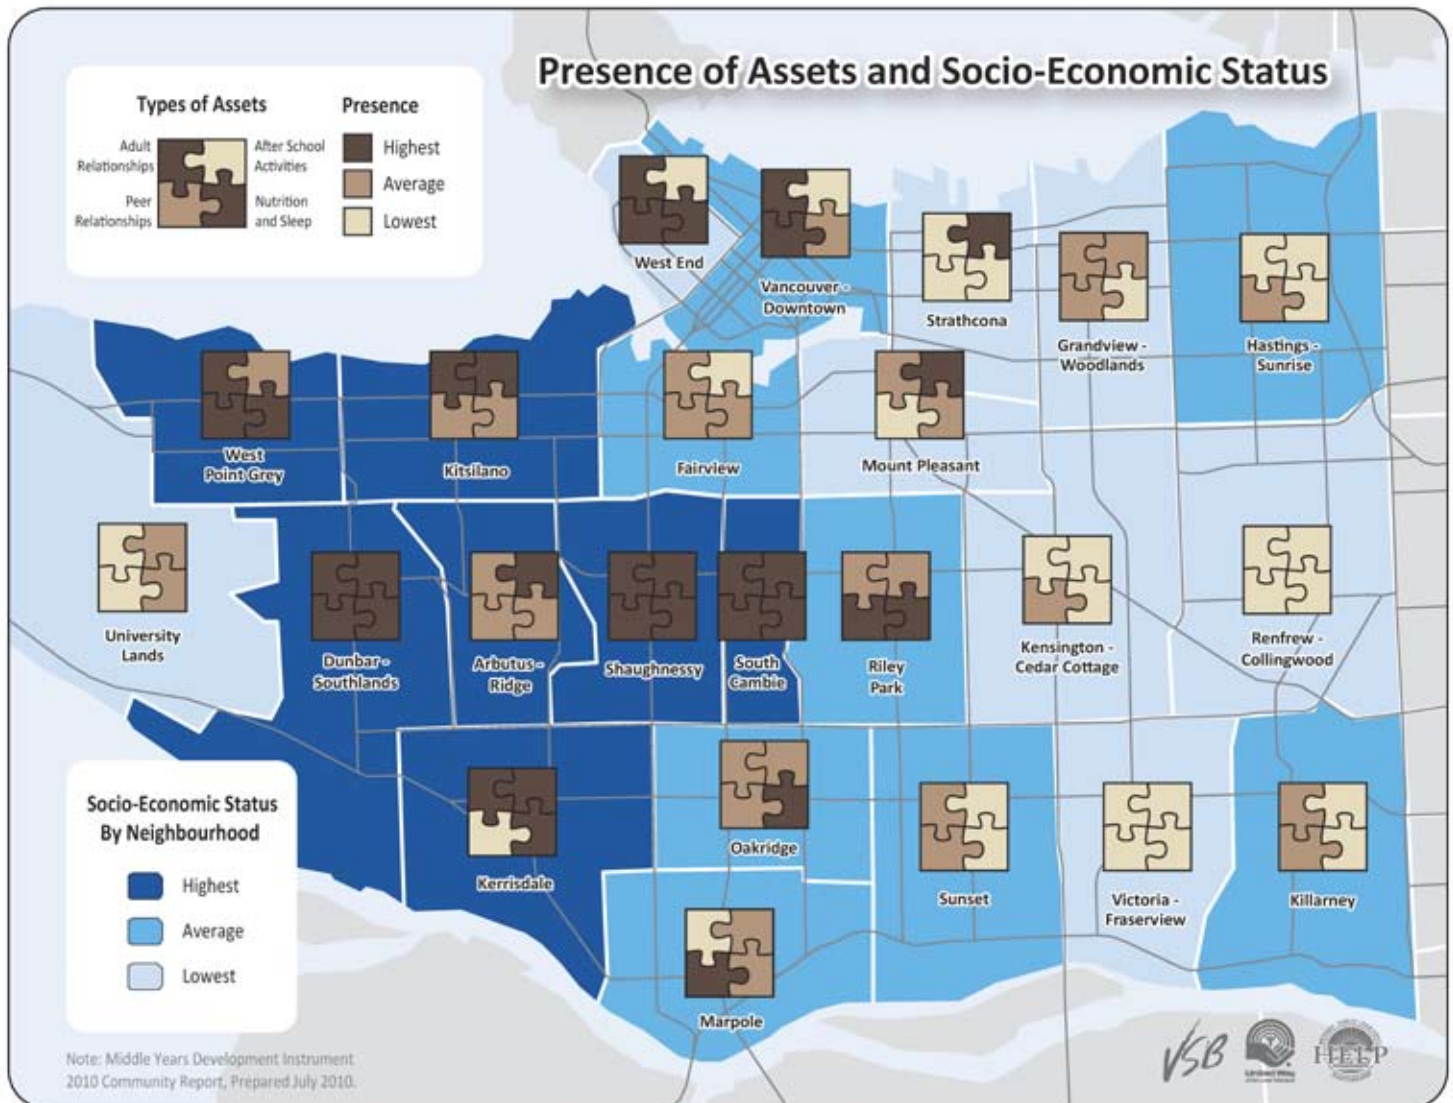 Presence of Assets and Socio-Economic Status
Types of Assets
Adult
Relationships
After School
Activities
Peer
Relationships
Nutrition
and Sleep
Presence
Highest
Average
Lowest
West End
Vancouver -
Downtown
Strathcona
Grandview -
Woodlands
Hastings -
Sunrise
West
Point Grey
Kitsilano
Fairview
Mount Pleasant
University
Lands
Dunbar -
Southlands
Arbutus -
Ridge
Shaughnessy
South
Cambie
Riley
Park
Kensington -
Cedar Cottage
Renfrew -
Collingwood
Kerrisdale
Oakridge
Sunset
Victoria -
Fraserview
Killarney
Marpole
Socio-Economic Status
By Neighbourhood
Highest
Average
Lowest
Note: Middle Years Development Instrument
2010 Community Report, Prepared July 2010.
VSB
United Way
HELP